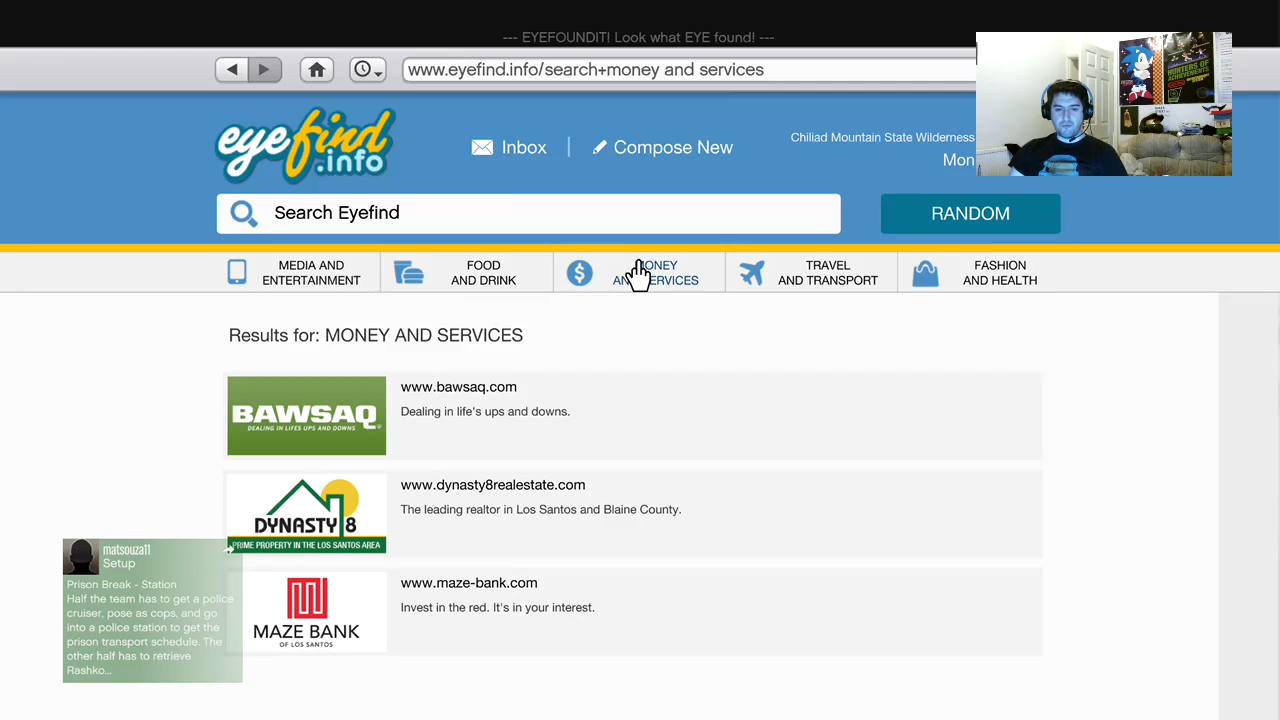 --- EYEFOUNDIT! Look what EYE found! ---
www.eyefind.info/search+money and services
HUNTERS OF
ACHIEVEMENTS
eyefind
.info
Inbox
Compose New
Chiliad Mountain State Wilderness
Mon
Search Eyefind
RANDOM
MEDIA AND
ENTERTAINMENT
FOOD
AND DRINK
ONEY
AN SERVICES
TRAVEL
AND TRANSPORT
FASHION
AND HEALTH
Results for: MONEY AND SERVICES
BAWSAQ
DEALING IN LIFES UPS AND DOWNS
www.bawsaq.com
Dealing in life's ups and downs.
DYNASTY 8
PRIME PROPERTY IN THE LOS SANTOS AREA
www.dynasty8realestate.com
The leading realtor in Los Santos and Blaine County.
MAZE BANK
OF LOS SANTOS
www.maze-bank.com
Invest in the red. It's in your interest.
matsouza11
Setup
Prison Break - Station
Half the team has to get a police
cruiser, pose as cops, and go
into a police station to get the
prison transport schedule. The
other half has to retrieve
Rashko...